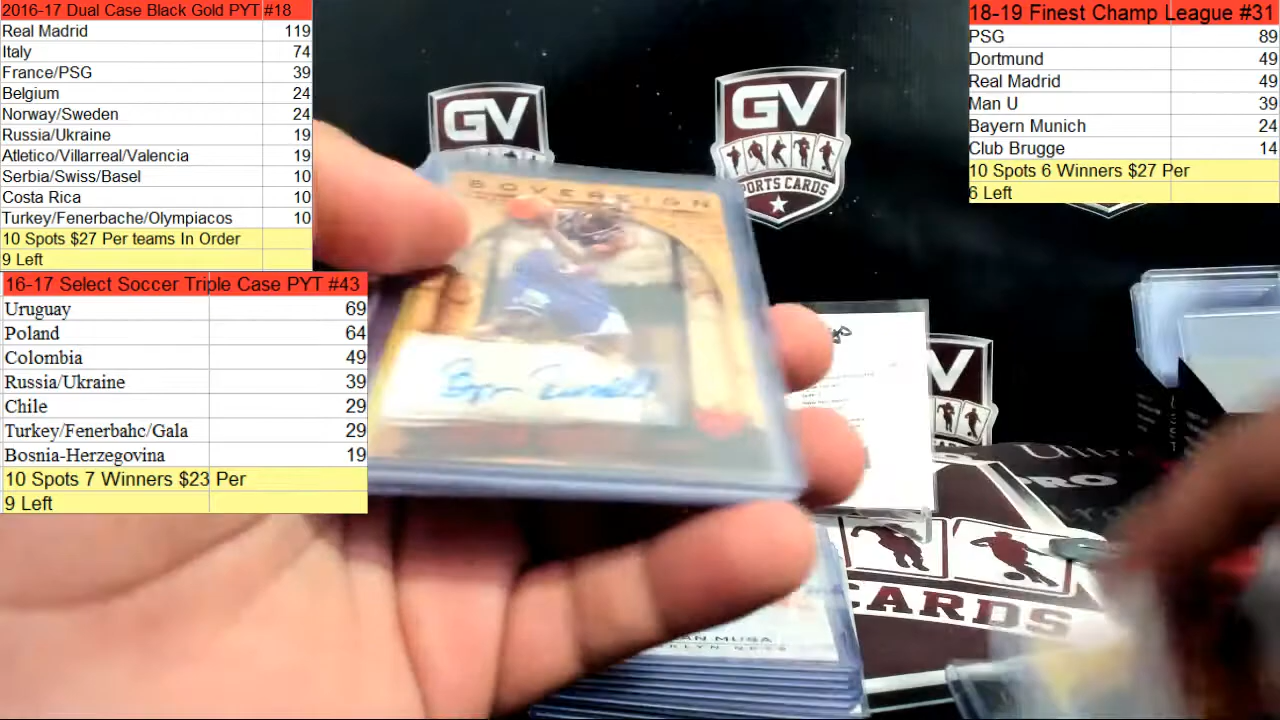 2016-17 Dual Case Black Gold PYT #18
Real Madrid 119
Italy 74
France/PSG 39
Belgium 24
Norway/Sweden 24
Russia/Ukraine 19
Atletico/Villarreal/Valencia 19
Serbia/Swiss/Basel 10
Costa Rica 10
Turkey/Fenerbache/Olympiacos 10
10 Spots $27 Per teams In Order
9 Left
16-17 Select Soccer Triple Case PYT #43
Uruguay 69
Poland 64
Colombia 49
Russia/Ukraine 39
Chile 29
Turkey/Fenerbahc/Gala 29
Bosnia-Herzegovina 19
10 Spots 7 Winners $23 Per
9 Left
18-19 Finest Champ League #31
PSG 89
Dortmund 49
Real Madrid 49
Man U 39
Bayern Munich 24
Club Brugge 14
10 Spots 6 Winners $27 Per
6 Left
GV
GV
PORTS CARDS
SOVEREIGN
V
PRO
CARDS
AN MUSA
KLYN NETS